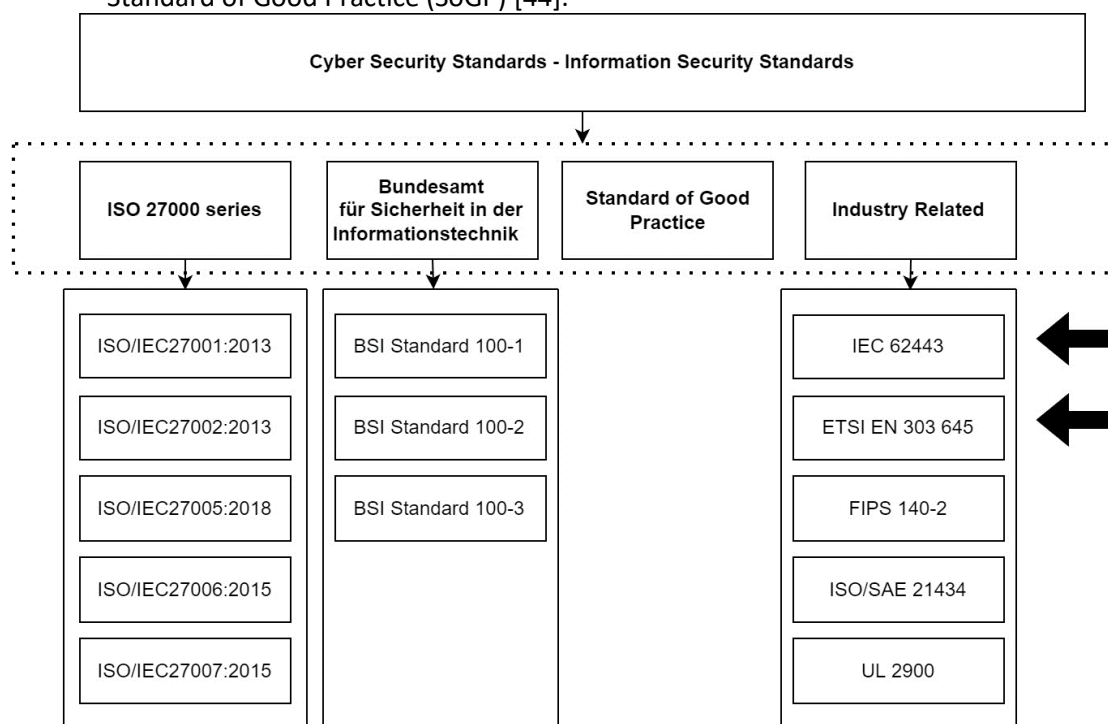 Standard of Good Practice (SoGP) [44].
Cyber Security Standards - Information Security Standards
ISO 27000 series
Bundesamt
für Sicherheit in der
Informationstechnik
Standard of Good
Practice
Industry Related
ISO/IEC27001:2013
ISO/IEC27002:2013
ISO/IEC27005:2018
ISO/IEC27006:2015
ISO/IEC27007:2015
BSI Standard 100-1
BSI Standard 100-2
BSI Standard 100-3
IEC 62443
ETSI EN 303 645
FIPS 140-2
ISO/SAE 21434
UL 2900